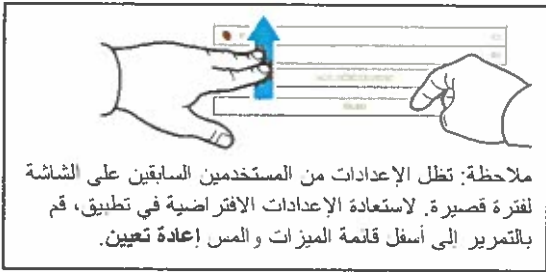 ملاحظة: تظل الإعدادات من المستخدمين السابقين على الشاشة
لفترة قصيرة. لاستعادة الإعدادات الافتراضية في تطبيق، قم
بالتمرير إلى أسفل قائمة الميزات والمس إعادة تعيين.